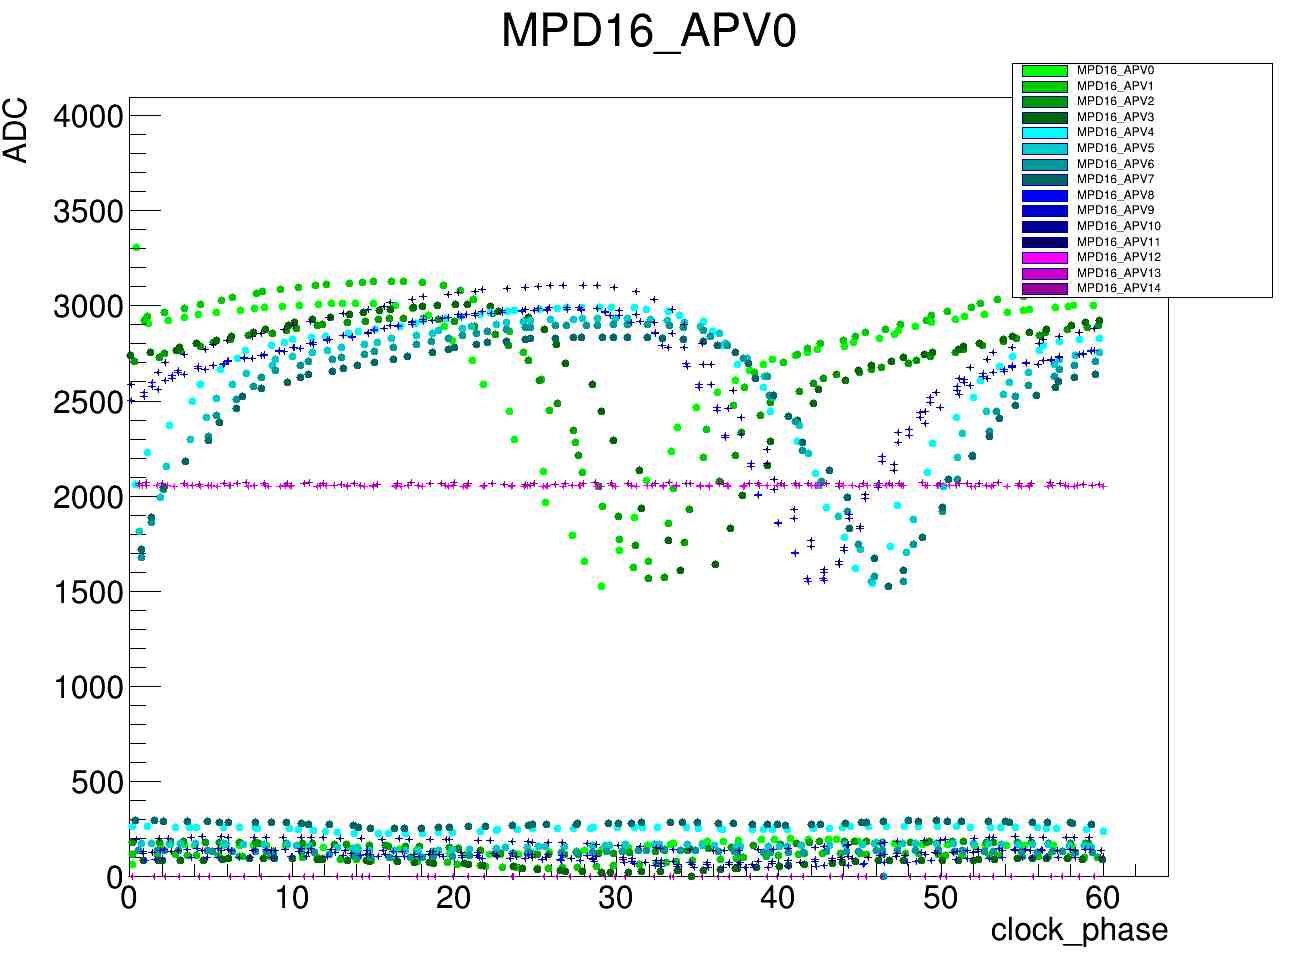 MPD16_APV0
ADC
4000
3500
3000
2500
2000
1500
1000
500
0
0 10 20 30 40 50 60
clock_phase
MPD16_APV0
MPD16_APV1
MPD16_APV2
MPD16_APV3
MPD16_APV4
MPD16_APV5
MPD16_APV6
MPD16_APV7
MPD16_APV8
MPD16_APV9
MPD16_APV10
MPD16_APV11
MPD16_APV12
MPD16_APV13
MPD16_APV14